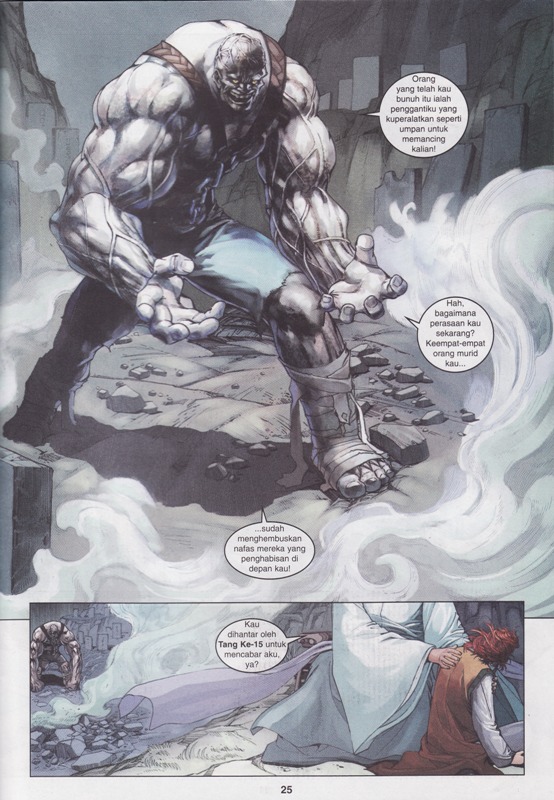 Orang
yang telah kau
bunuh itu ialah
penggantiku yang
kuperalatkan seperti
umpan untuk
memancing
kalian!
Hah,
bagaimana
perasaan kau
sekarang?
Keempat-empat
orang murid
kau...
...sudah
menghembuskan
nafas mereka yang
penghabisan di
depan kau!
Kau
dihantar oleh
Tang Ke-15 untuk
mencabar aku,
ya?
25